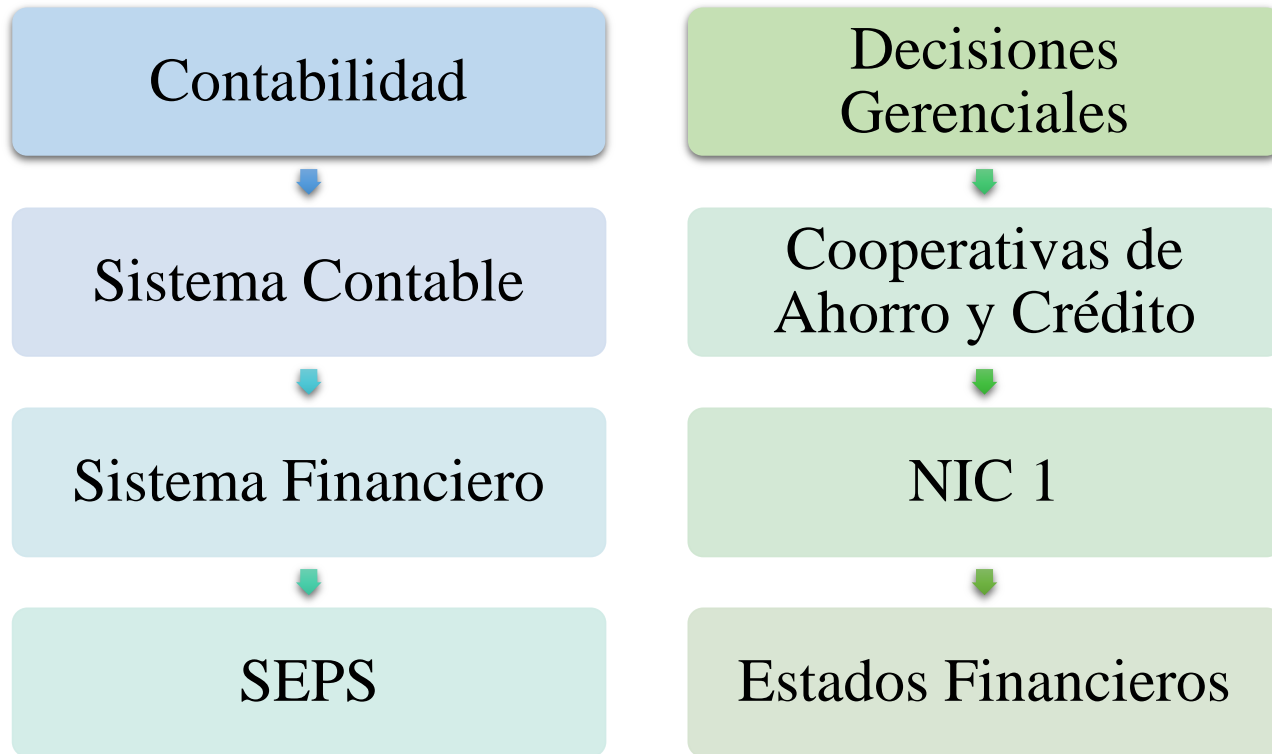 Contabilidad
Sistema Contable
Sistema Financiero
SEPS
Decisiones
Gerenciales
Cooperativas de
Ahorro y Crédito
NIC 1
Estados Financieros